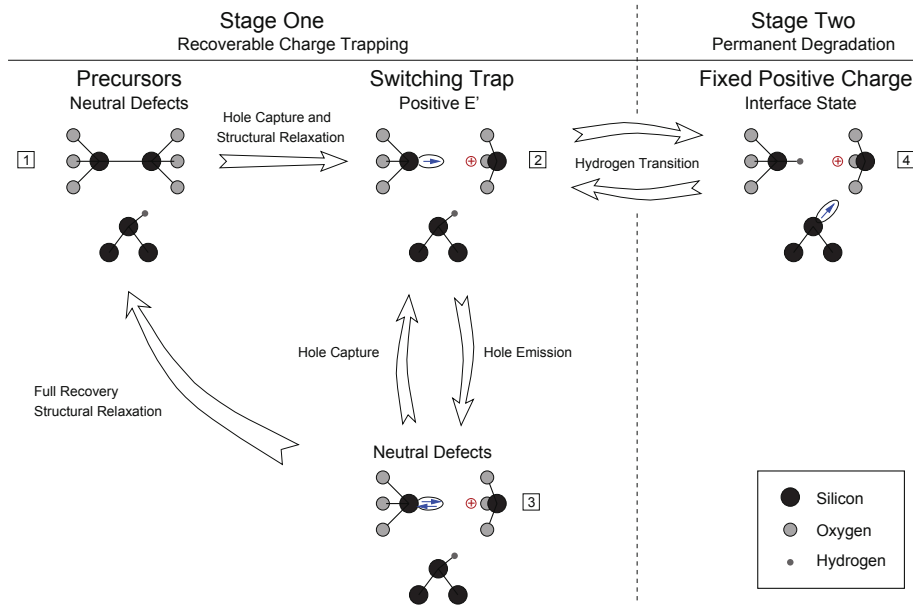 Stage One
Recoverable Charge Trapping
Stage Two
Permanent Degradation
Precursors
Neutral Defects
Switching Trap
Positive E’
Fixed Positive Charge
Interface State
Hole Capture and
Structural Relaxation
1
2
Hydrogen Transition
4
Hole Capture
Hole Emission
Full Recovery
Structural Relaxation
Neutral Defects
3
Silicon
Oxygen
Hydrogen